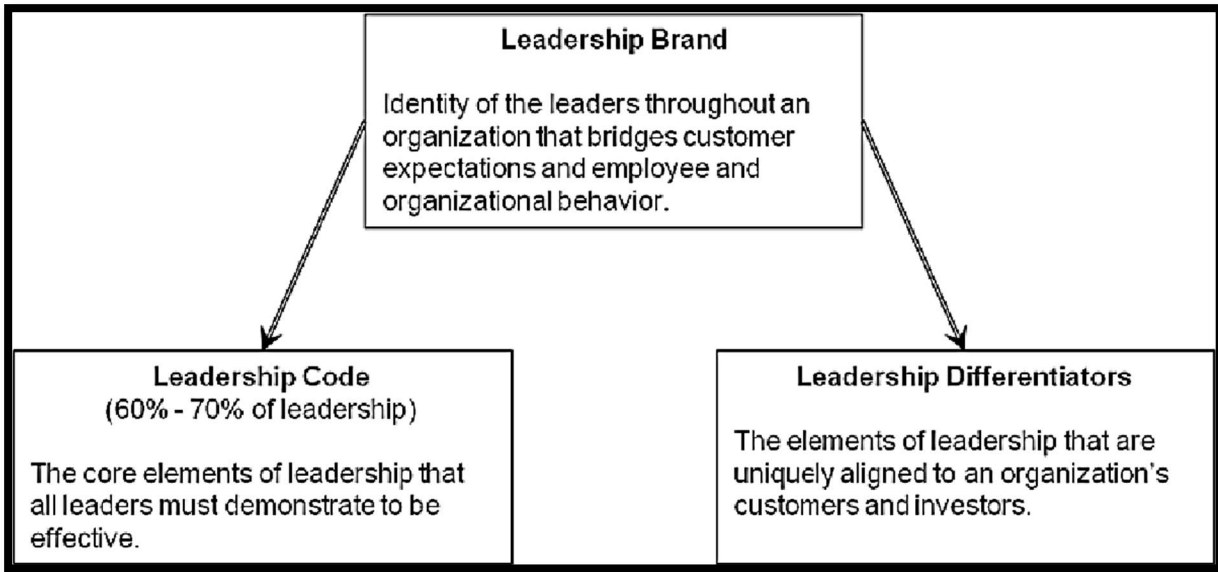 Leadership Brand
Identity of the leaders throughout an
organization that bridges customer
expectations and employee and
organizational behavior.
Leadership Code
(60% - 70% of leadership)
The core elements of leadership that
all leaders must demonstrate to be
effective.
Leadership Differentiators
The elements of leadership that are
uniquely aligned to an organization's
customers and investors.